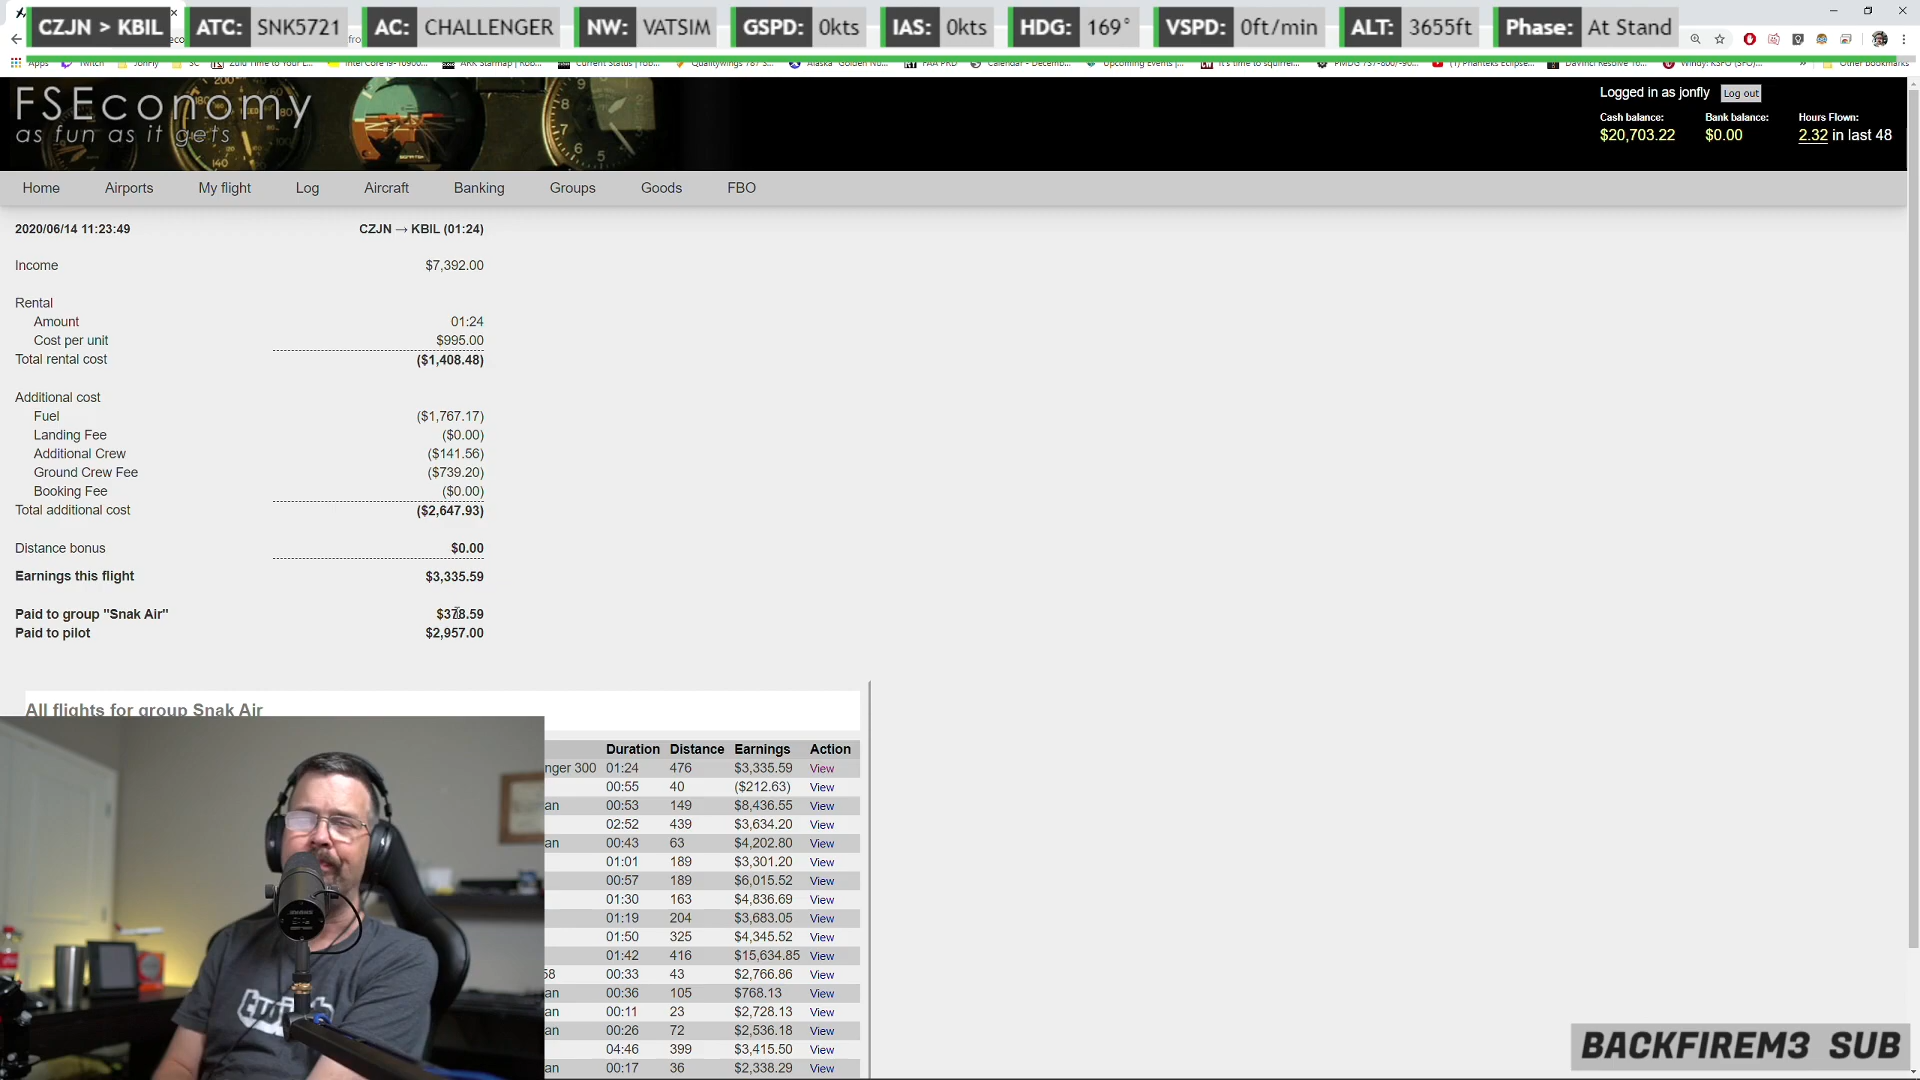 CZJN > KBIL ATC: SNK5721 AC: CHALLENGER NW: VATSIM GSPD: 0kts IAS: 0kts HDG: 169° VSPD: 0ft/min ALT: 3655ft Phase: At Stand
FSEconomy
as fun as it gets
Logged in as jonfly Log out
Cash balance: Bank balance: Hours Flown:
$20,703.22 $0.00 2.32 in last 48
Home Airports My flight Log Aircraft Banking Groups Goods FBO
2020/06/14 11:23:49 CZJN → KBIL (01:24)
Income $7,392.00
Rental
Amount 01:24
Cost per unit $995.00
Total rental cost ($1,408.48)
Additional cost
Fuel ($1,767.17)
Landing Fee ($0.00)
Additional Crew ($141.56)
Ground Crew Fee ($739.20)
Booking Fee ($0.00)
Total additional cost ($2,647.93)
Distance bonus $0.00
Earnings this flight $3,335.59
Paid to group "Snak Air" $378.59
Paid to pilot $2,957.00
All flights for group Snak Air
Duration Distance Earnings Action
nger 300 01:24 476 $3,335.59 View
00:55 40 ($212.63) View
an 00:53 149 $8,436.55 View
02:52 439 $3,634.20 View
an 00:43 63 $4,202.80 View
01:01 189 $3,301.20 View
00:57 189 $6,015.52 View
01:30 163 $4,836.69 View
01:19 204 $3,683.05 View
01:50 325 $4,345.52 View
01:42 416 $15,634.85 View
58 00:33 43 $2,766.86 View
an 00:36 105 $768.13 View
an 00:11 23 $2,728.13 View
an 00:26 72 $2,536.18 View
04:46 399 $3,415.50 View
an 00:17 36 $2,338.29 View
BACKFIREM3 SUB